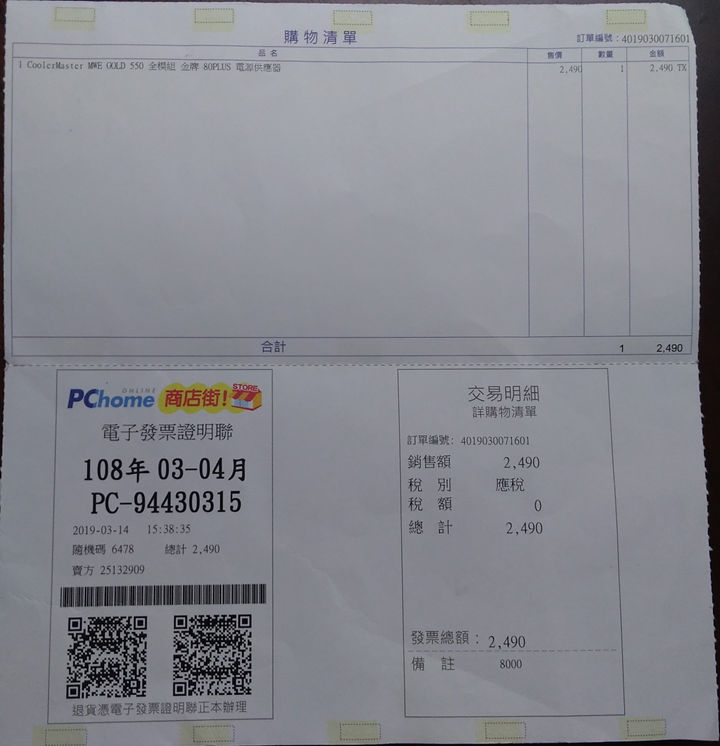 購物清單
訂單編號:4019030071601
品名 售價 數量 金額
1 CoolerMaster MWE GOLD 550 全模組 金牌 80PLUS 電源供應器 2,490 1 2,490 TX
合計 1 2,490
PChome ONLINE 商店街! STORE
電子發票證明聯
108年 03-04月
PC-94430315
2019-03-14 15:38:35
隨機碼 6478 總計 2,490
賣方 25132909
退貨憑電子發票證明聯正本辦理
交易明細
詳購物清單
訂單編號: 4019030071601
銷售額 2,490
稅別 應稅
稅額 0
總計 2,490
發票總額: 2,490
備註 8000